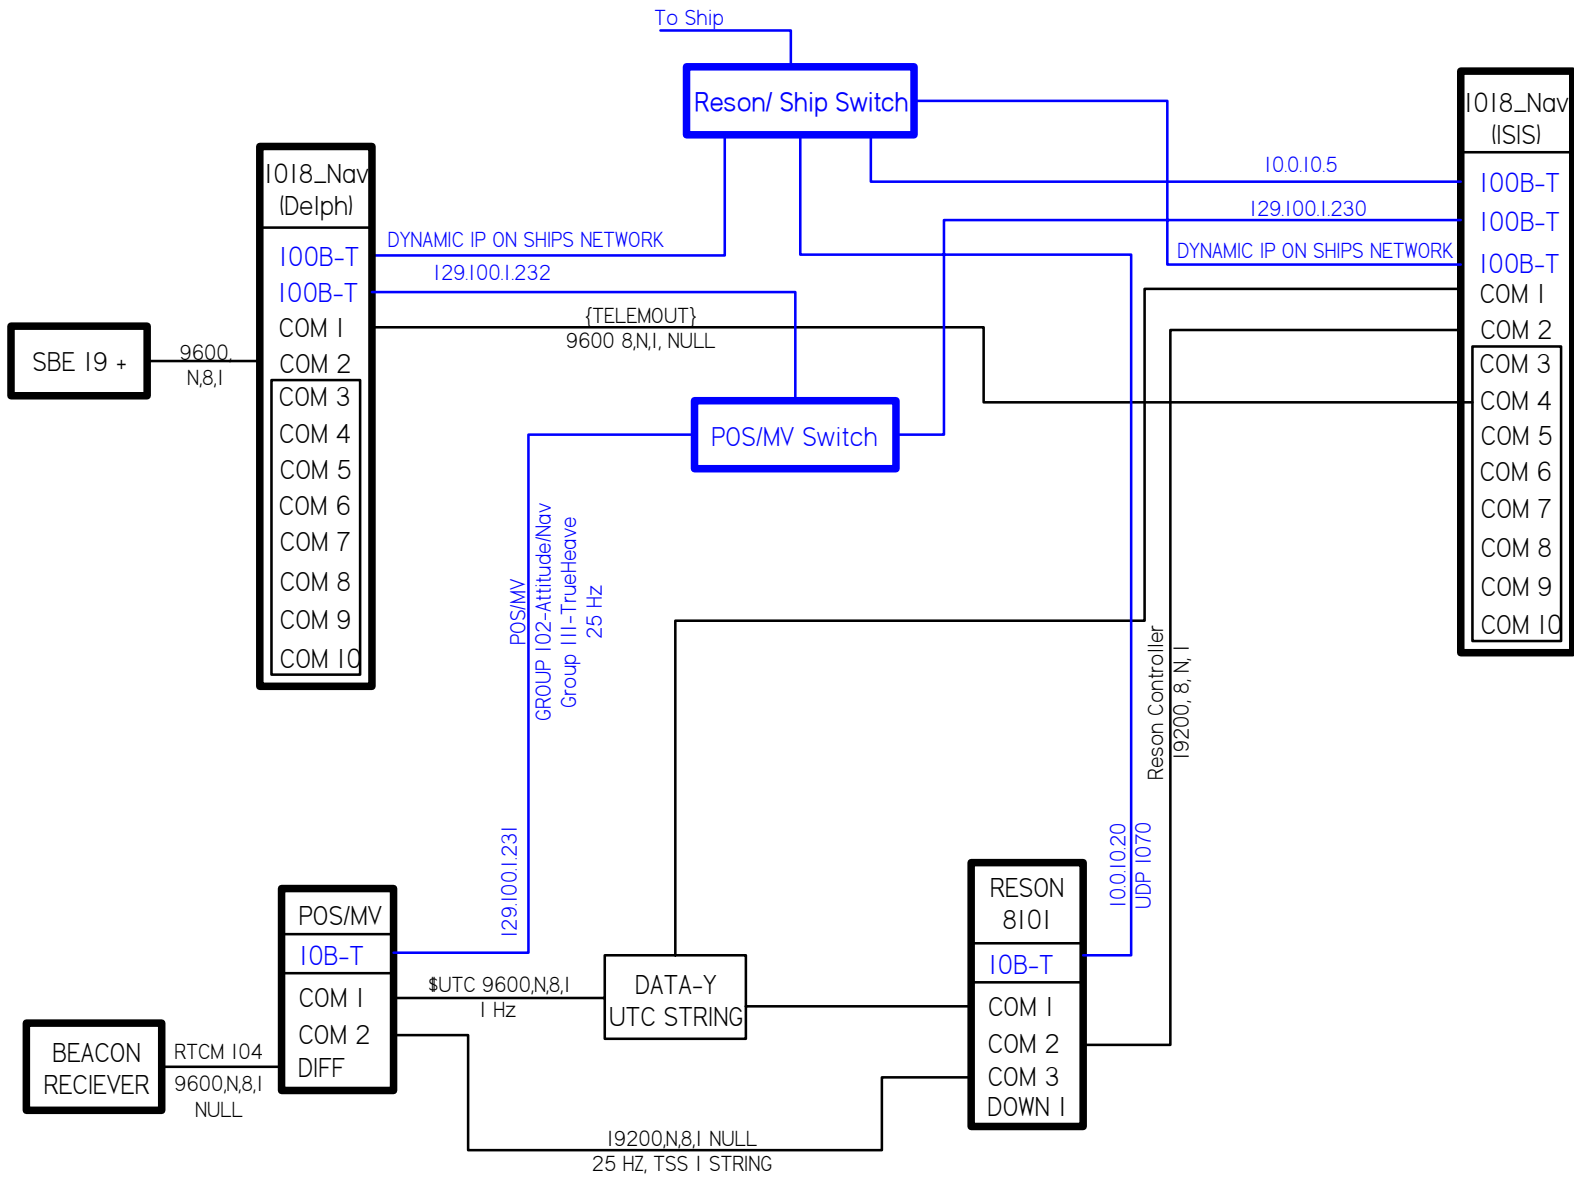 To Ship
Reson/ Ship Switch
1018_Nav
(Delph)
100B-T
100B-T
COM 1
COM 2
COM 3
COM 4
COM 5
COM 6
COM 7
COM 8
COM 9
COM 10
SBE 19 +
9600,
N,8,1
DYNAMIC IP ON SHIPS NETWORK
129.100.1.232
{TELEMOUT}
9600 8,N,1, NULL
POS/MV Switch
1018_Nav
(ISIS)
100B-T
100B-T
100B-T
COM 1
COM 2
COM 3
COM 4
COM 5
COM 6
COM 7
COM 8
COM 9
COM 10
10.0.10.5
129.100.1.230
DYNAMIC IP ON SHIPS NETWORK
POS/MV
GROUP 102-Attitude/Nav
Group 111-TrueHeave
25 Hz
129.100.1.231
Reson Controller
19200, 8, N, 1
10.0.10.20
UDP 1070
POS/MV
10B-T
COM 1
COM 2
DIFF
BEACON
RECIEVER
RTCM 104
9600,N,8,1
NULL
$UTC 9600,N,8,1
1 Hz
DATA-Y
UTC STRING
RESON
8101
10B-T
COM 1
COM 2
COM 3
DOWN 1
19200,N,8,1 NULL
25 HZ, TSS 1 STRING